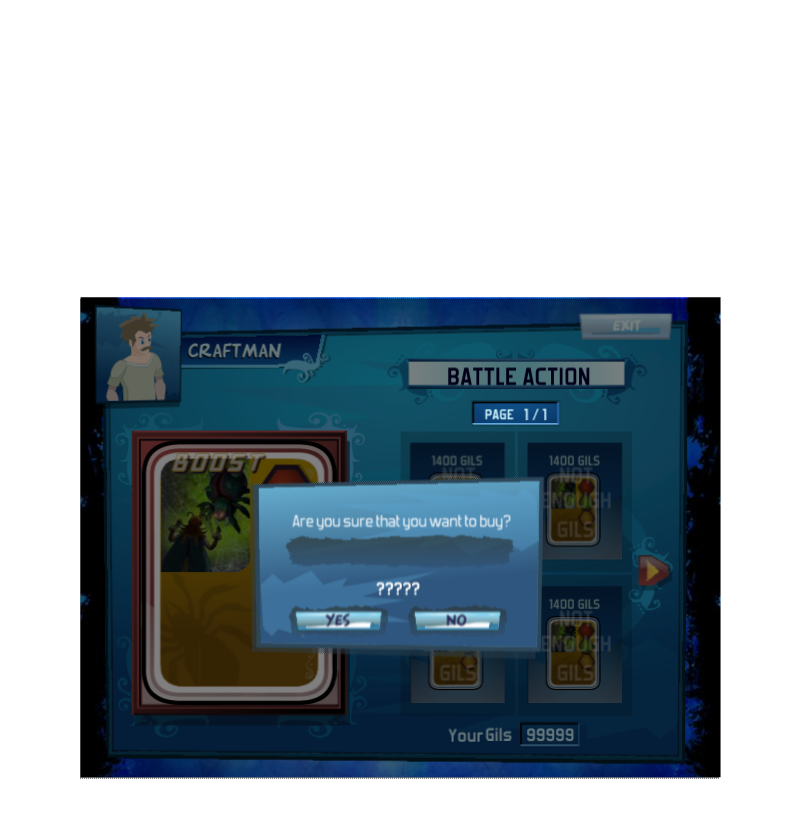 EXIT
CRAFTMAN
BATTLE ACTION
PAGE 1/1
BOOST
1400 GILS
NOT
1400 GILS
NOT
ENOUGH
GILS
Are you sure that you want to buy?
?????
YES
NO
1400 GILS
NOT
ENOUGH
GILS
GILS
Your Gils 99999